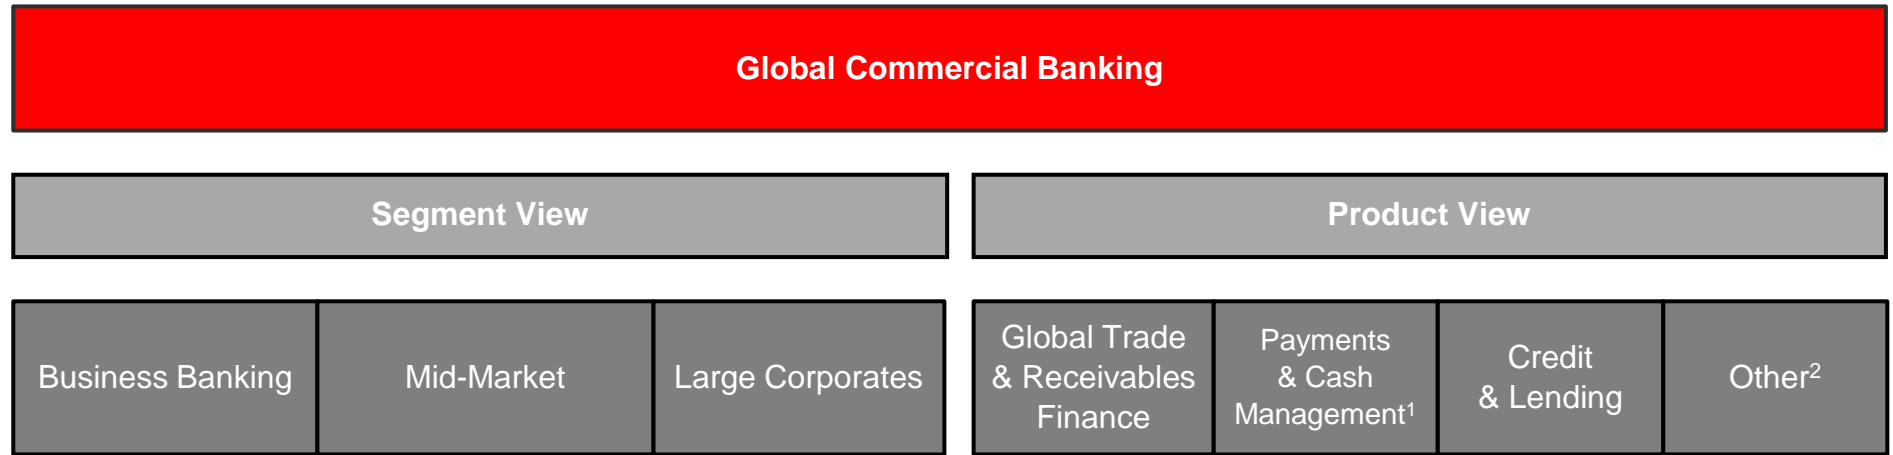 Global Commercial Banking
Segment View
Product View
Business Banking
Mid-Market
Large Corporates
Global Trade
& Receivables
Finance
Payments
& Cash
Management¹
Credit
& Lending
Other²